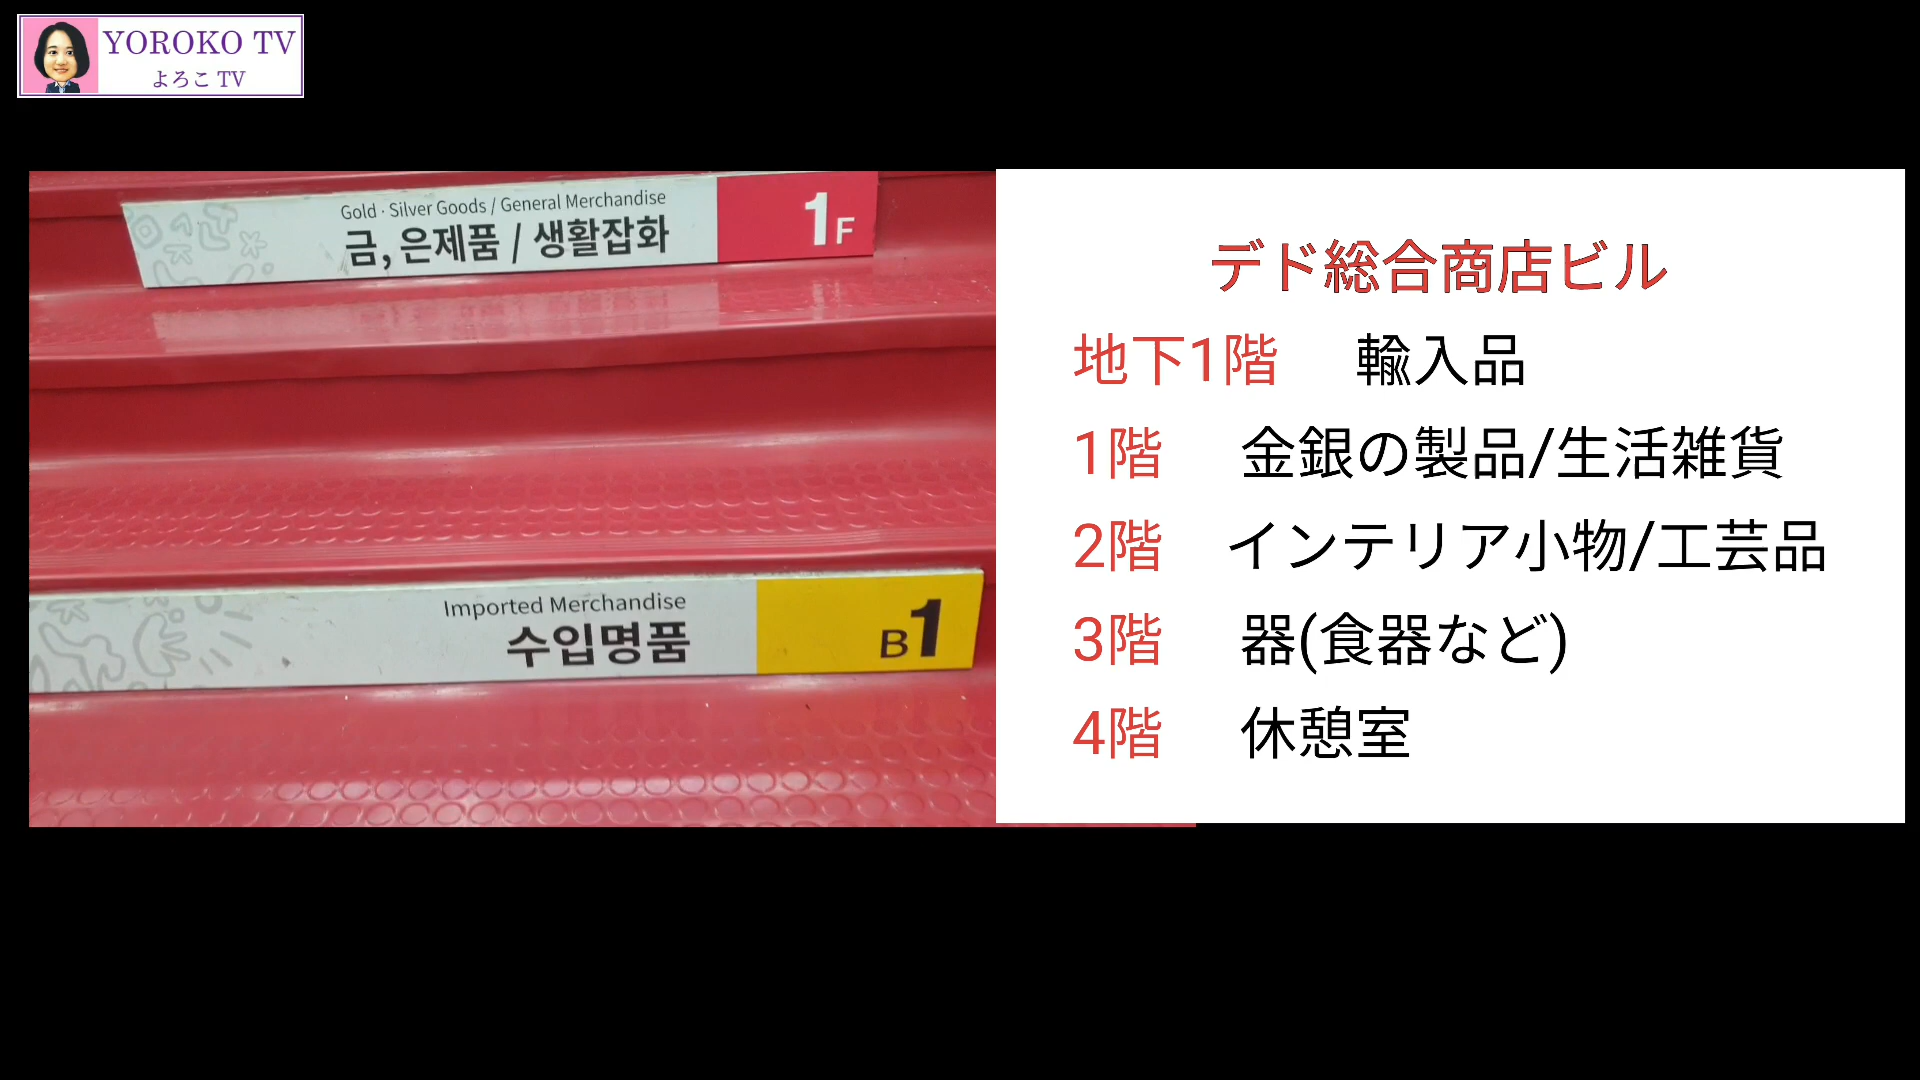 YOROKO TV
よろこ TV
Gold · Silver Goods / General Merchandise
금, 은제품 / 생활잡화
1F
Imported Merchandise
수입명품
B1
デド総合商店ビル
地下1階 輸入品
1階 金銀の製品/生活雑貨
2階 インテリア小物/工芸品
3階 器(食器など)
4階 休憩室